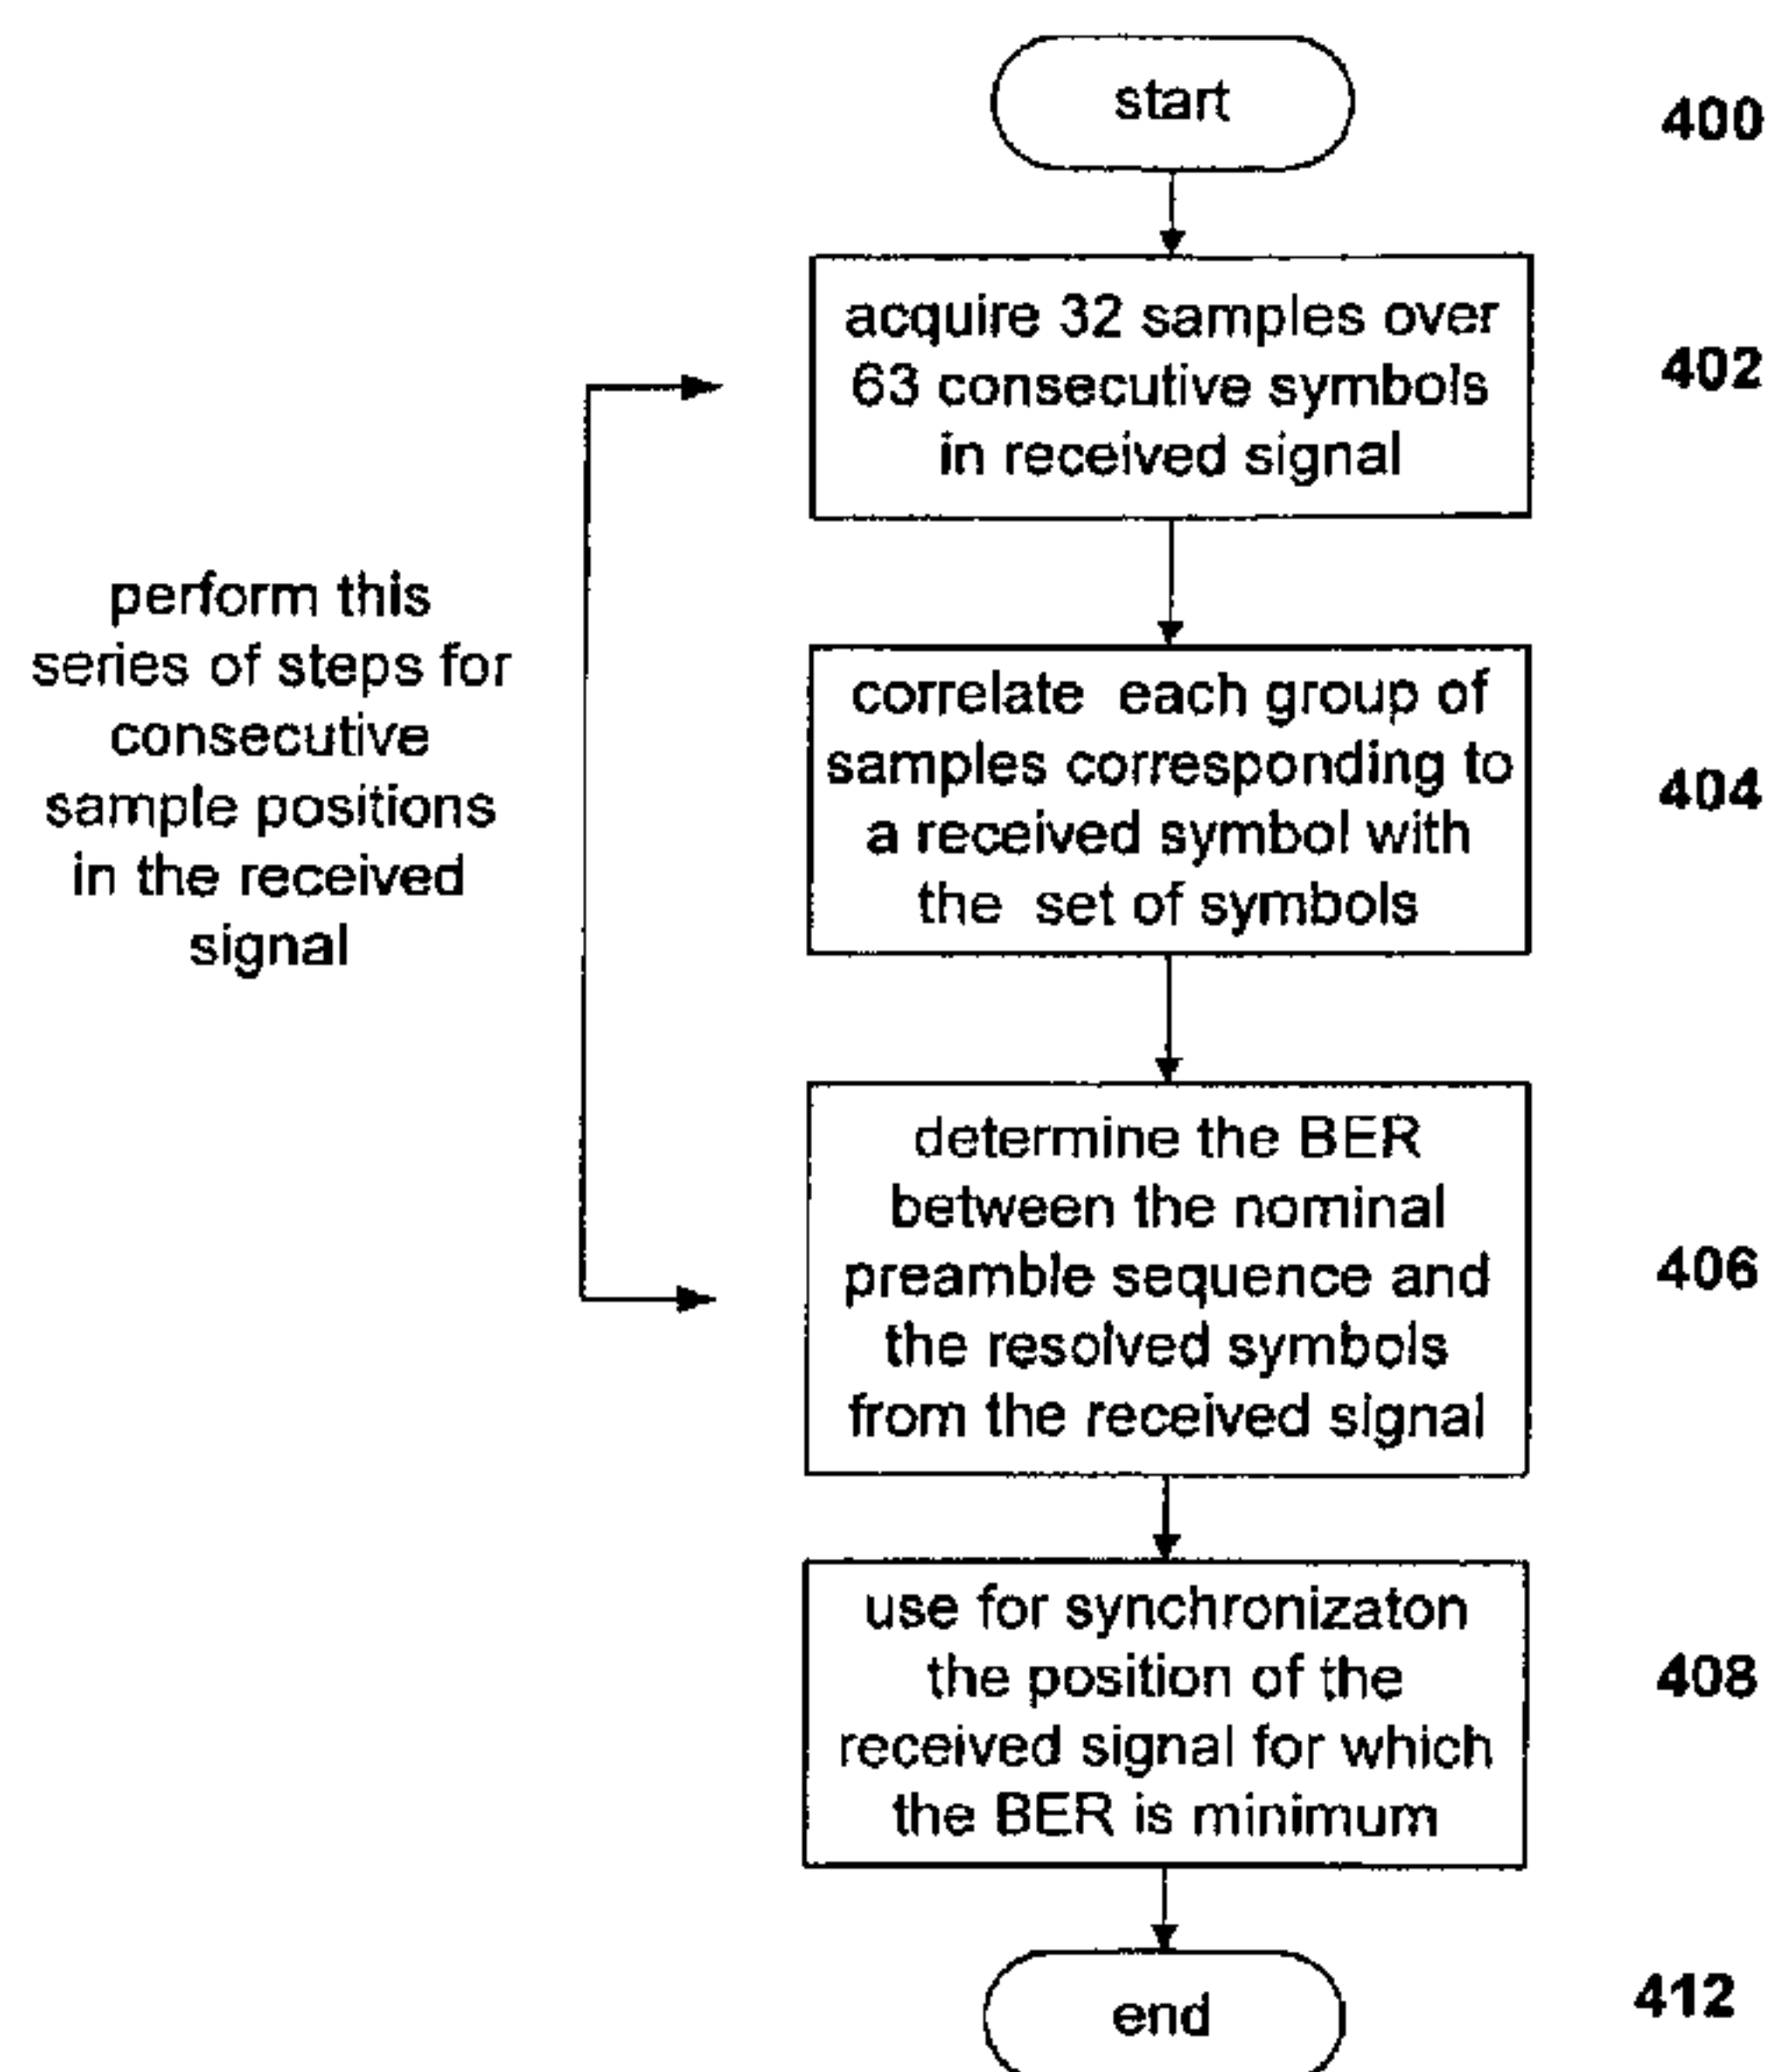 start
400
acquire 32 samples over
63 consecutive symbols
in received signal
402
perform this
series of steps for
consecutive
sample positions
in the received
signal
correlate each group of
samples corresponding to
a received symbol with
the set of symbols
404
determine the BER
between the nominal
preamble sequence and
the resolved symbols
from the received signal
406
use for synchronizaton
the position of the
received signal for which
the BER is minimum
408
end
412